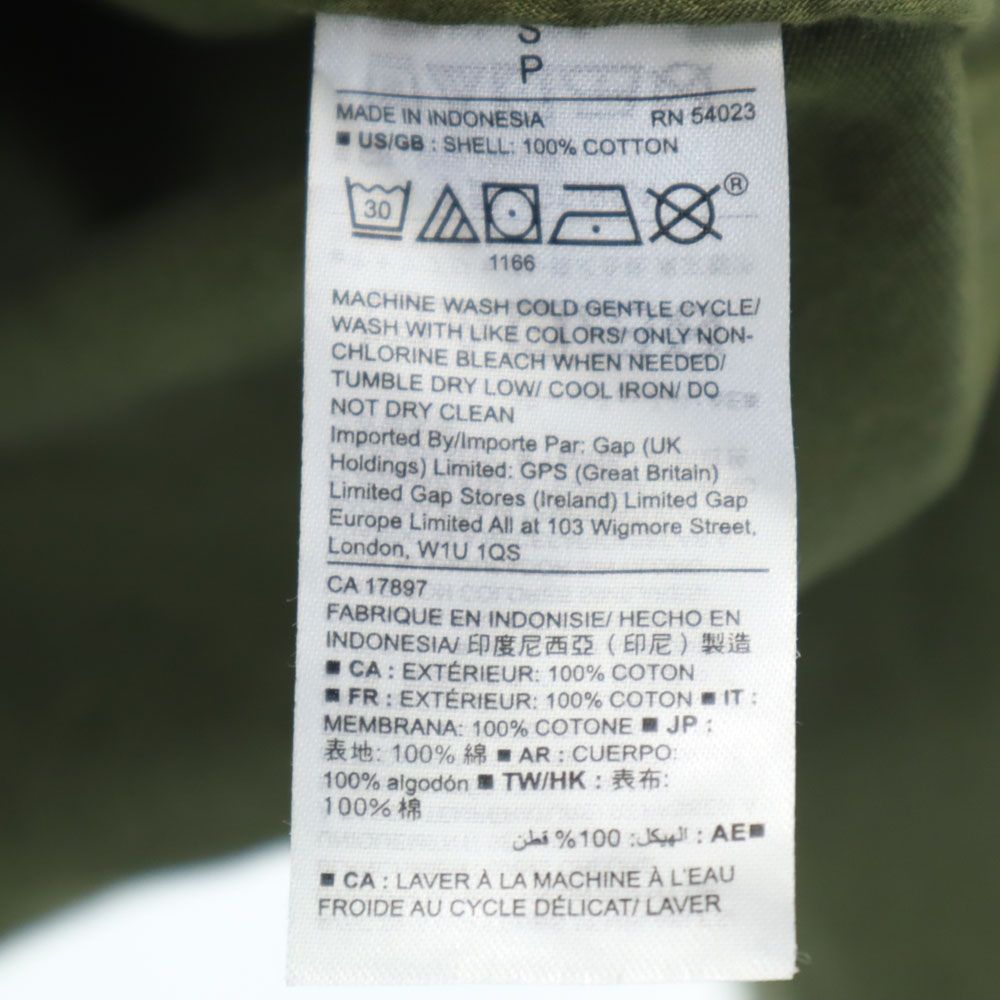 S
P
MADE IN INDONESIA RN 54023
■ US/GB : SHELL: 100% COTTON
30
®
1166
MACHINE WASH COLD GENTLE CYCLE/
WASH WITH LIKE COLORS/ ONLY NON-
CHLORINE BLEACH WHEN NEEDED/
TUMBLE DRY LOW/ COOL IRON/ DO
NOT DRY CLEAN
Imported By/Importe Par: Gap (UK
Holdings) Limited: GPS (Great Britain)
Limited Gap Stores (Ireland) Limited Gap
Europe Limited All at 103 Wigmore Street,
London, W1U 1QS
CA 17897
FABRIQUE EN INDONISIE/ HECHO EN
INDONESIA/ 印度尼西亞（印尼）製造
■ CA : EXTÉRIEUR: 100% COTON
■ FR : EXTÉRIEUR: 100% COTON ■ IT :
MEMBRANA: 100% COTONE ■ JP :
表地: 100% 綿 ■ AR : CUERPO:
100% algodón ■ TW/HK : 表布:
100% 棉
■AE : الهيكل: 100% قطن
■ CA : LAVER À LA MACHINE À L'EAU
FROIDE AU CYCLE DÉLICAT/ LAVER